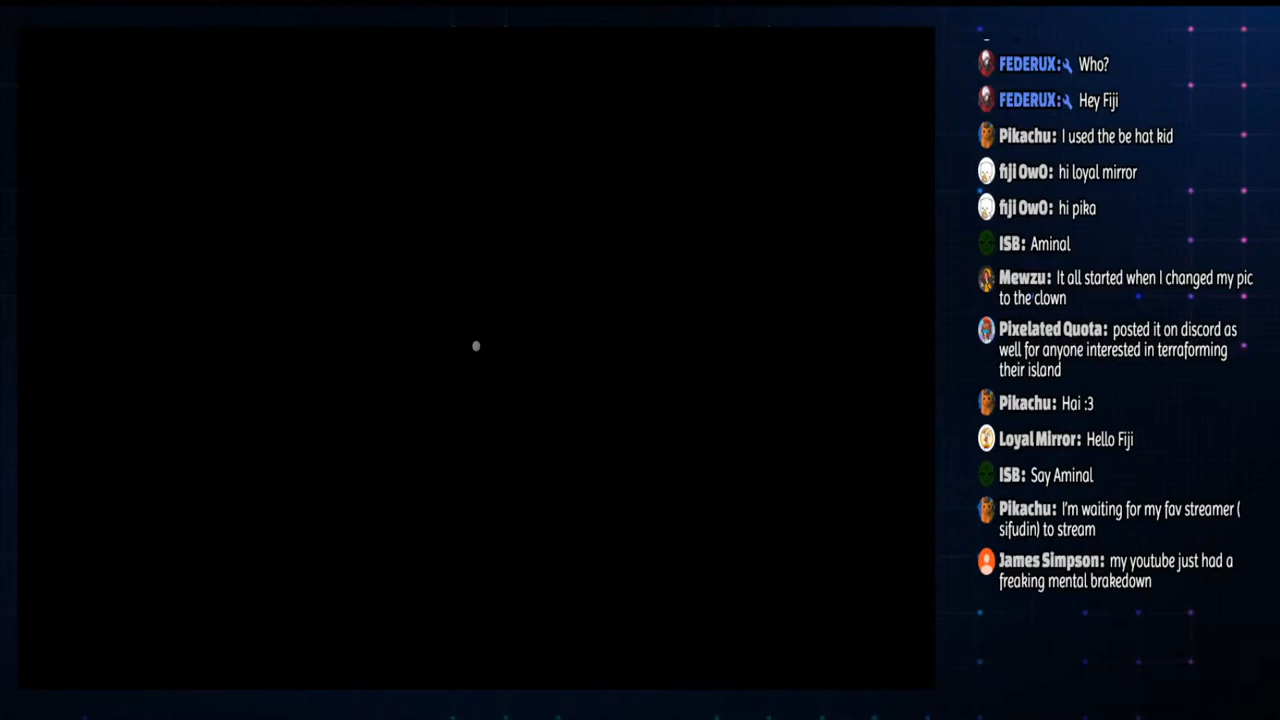 FEDERUX: Who?
FEDERUX: Hey Fiji
Pikachu: I used the be hat kid
fiji OwO: hi loyal mirror
fiji OwO: hi pika
ISB: Aminal
Mewzu: It all started when I changed my pic
to the clown
Pixelated Quota: posted it on discord as
well for anyone interested in terraforming
their island
Pikachu: Hai :3
Loyal Mirror: Hello Fiji
ISB: Say Aminal
Pikachu: I'm waiting for my fav streamer (
sifudin) to stream
James Simpson: my youtube just had a
freaking mental brakedown